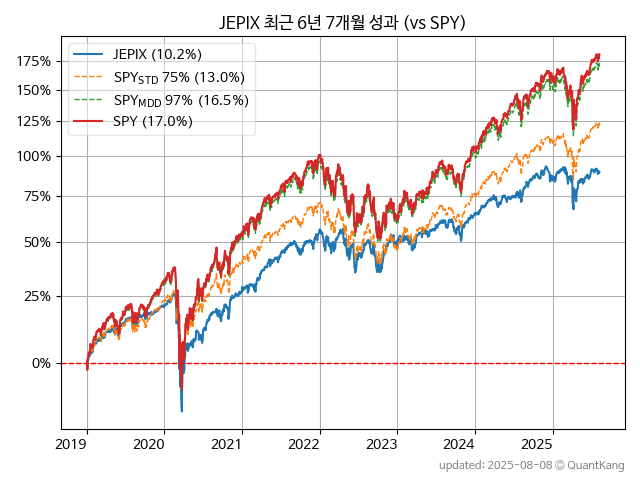 JEPIX 최근 6년 7개월 성과 (vs SPY)
JEPIX (10.2%)
SPY_STD 75% (13.0%)
SPY_MDD 97% (16.5%)
SPY (17.0%)
175%
150%
125%
100%
75%
50%
25%
0%
2019 2020 2021 2022 2023 2024 2025
updated: 2025-08-08 © QuantKang